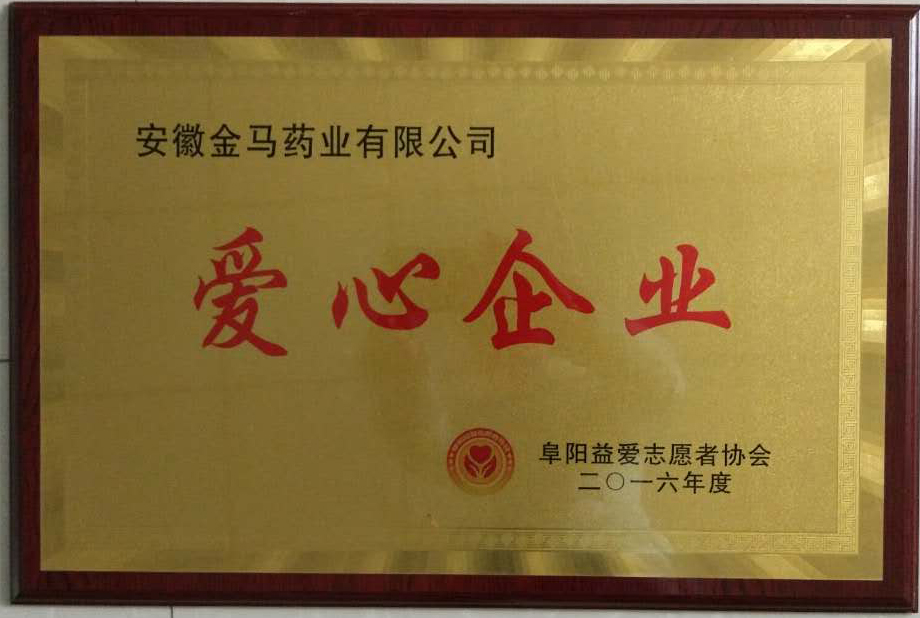 安徽金马药业有限公司
爱心企业
阜阳益爱志愿者协会
二〇一六年度